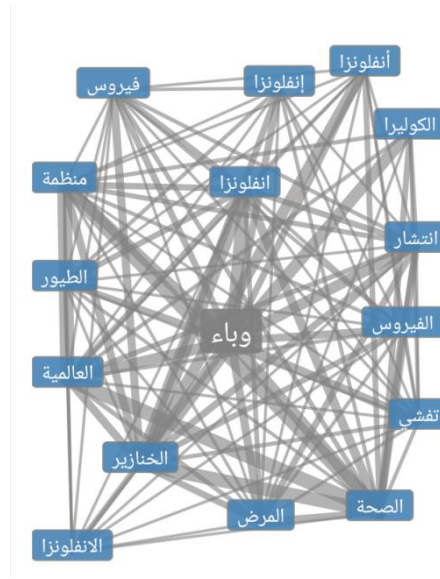 أنفلونزا
إنفلونزا
فيروس
الكوليرا
منظمة
انفلونزا
انتشار
الطيور
الفيروس
وباء
العالمية
تفشي
الخنازير
الصحة
المرض
الانفلونزا